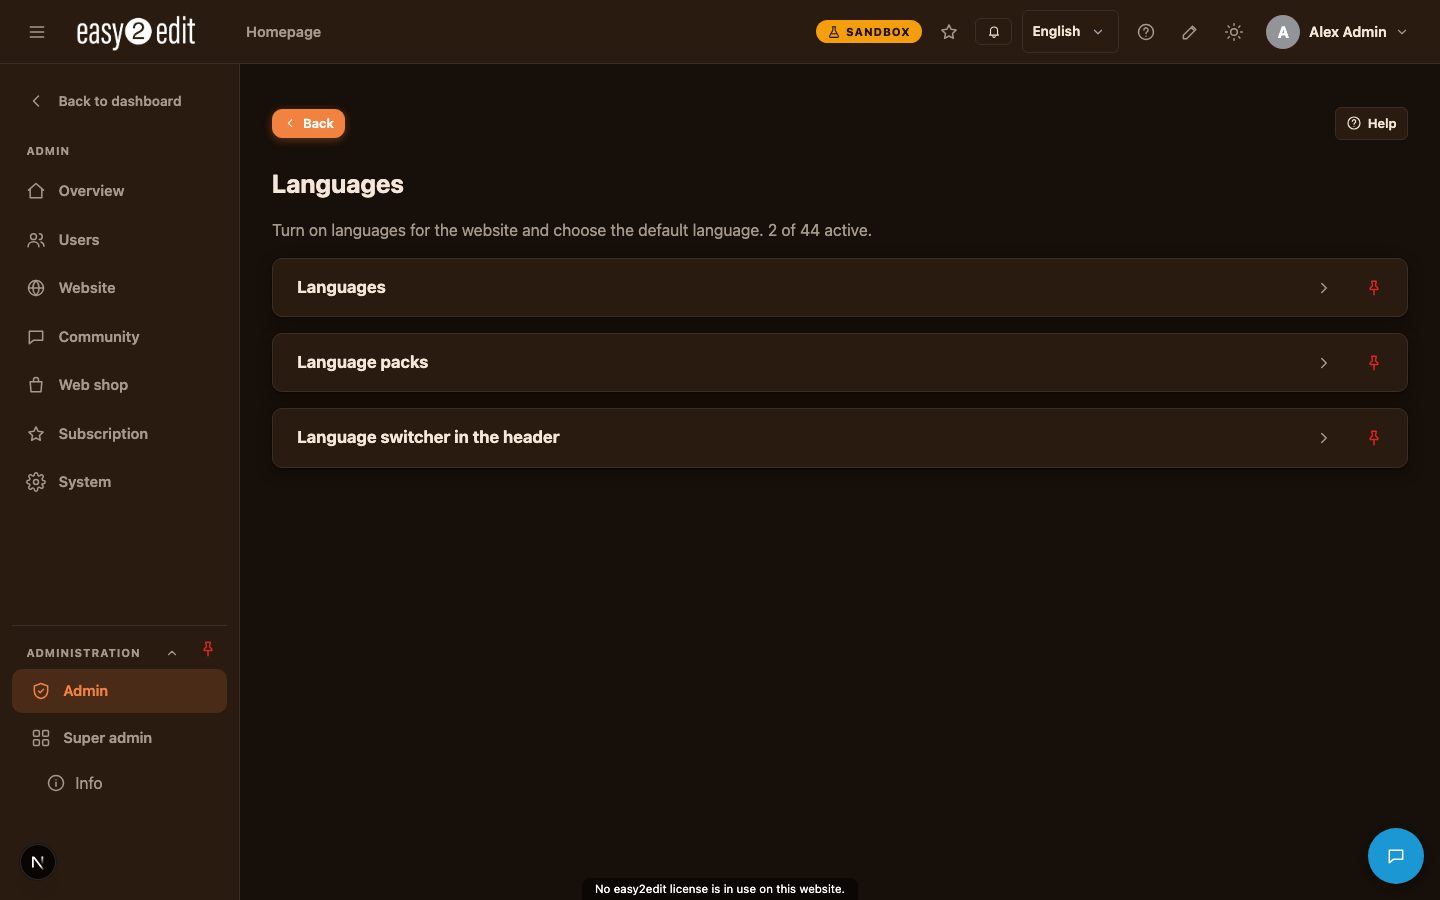 easy2edit
Homepage
SANDBOX
English
A
Alex Admin
Back to dashboard
ADMIN
Overview
Users
Website
Community
Web shop
Subscription
System
ADMINISTRATION
Admin
Super admin
Info
N
Back
Help
Languages
Turn on languages for the website and choose the default language. 2 of 44 active.
Languages
Language packs
Language switcher in the header
No easy2edit license is in use on this website.